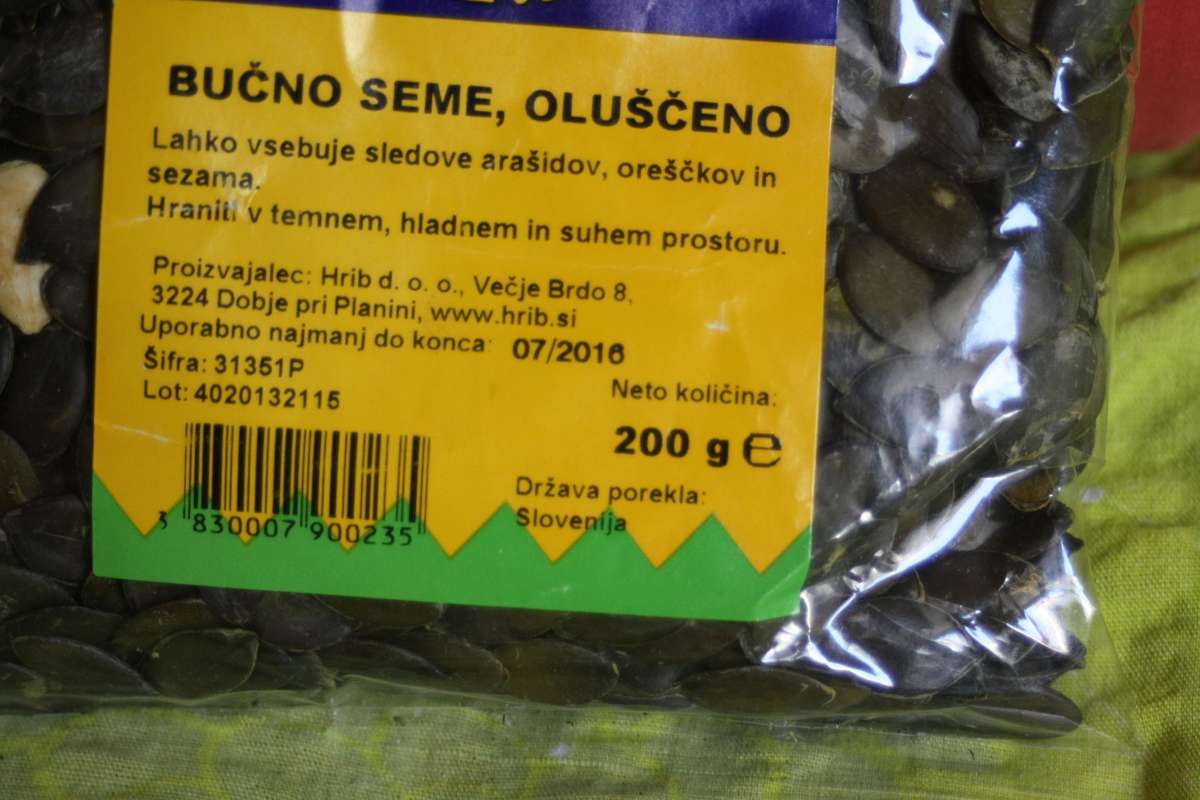 BUČNO SEME, OLUŠČENO
Lahko vsebuje sledove arašidov, oreščkov in
sezama.
Hraniti v temnem, hladnem in suhem prostoru.
Proizvajalec: Hrib d. o. o., Večje Brdo 8,
3224 Dobje pri Planini, www.hrib.si
Uporabno najmanj do konca: 07/2016
Šifra: 31351P
Lot: 4020132115
Neto količina:
200 g ℮
Država porekla:
Slovenija
3 830007 900235